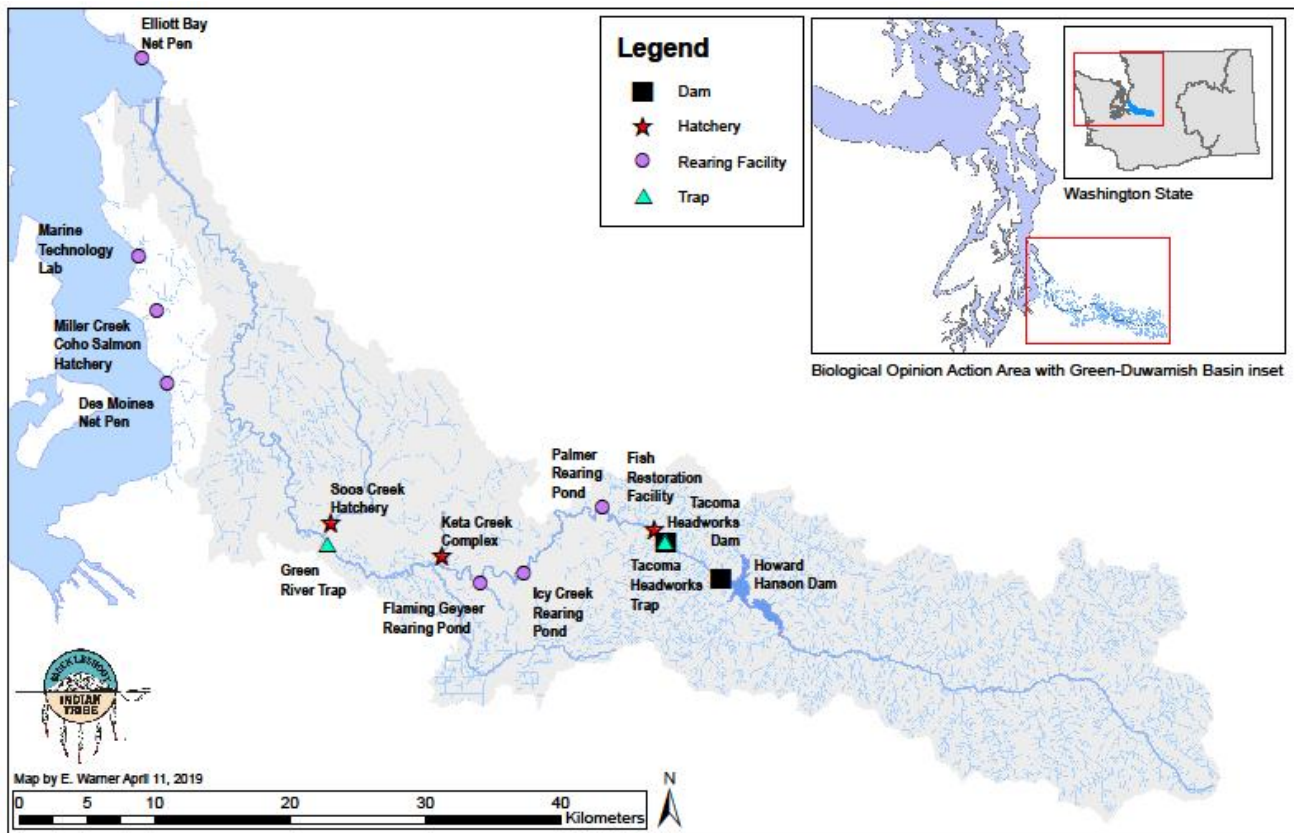 Elliott Bay
Net Pen
Legend
Dam
Hatchery
Rearing Facility
Trap
Washington State
Biological Opinion Action Area with Green-Duwamish Basin inset
Marine
Technology
Lab
Miller Creek
Coho Salmon
Hatchery
Des Moines
Net Pen
Soos Creek
Hatchery
Green
River Trap
Keta Creek
Complex
Flaming Geyser
Rearing Pond
Icy Creek
Rearing
Pond
Palmer
Rearing
Pond
Fish
Restoration
Facility
Tacoma
Headworks
Dam
Tacoma
Headworks
Trap
Howard
Hanson Dam
MUCKLESHOOT
INDIAN
TRIBE
Map by E. Warner April 11, 2019
N
0 5 10 20 30 40
Kilometers